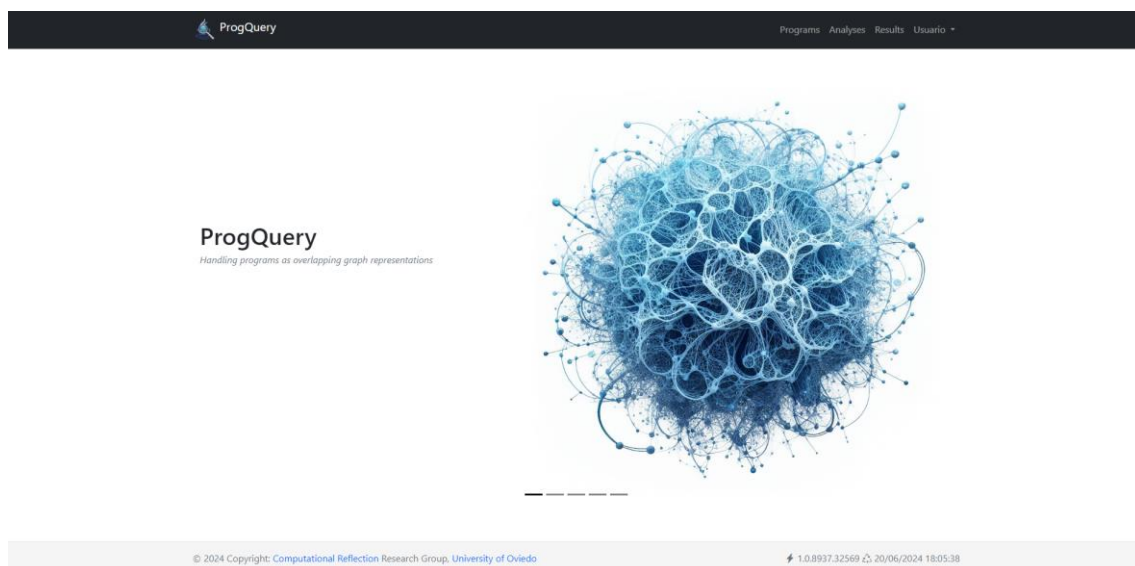 ProgQuery
Programs Analyses Results Usuario
ProgQuery
Handling programs as overlapping graph representations
© 2024 Copyright: Computational Reflection Research Group, University of Oviedo
1.0.8937.32569 20/06/2024 18:05:38